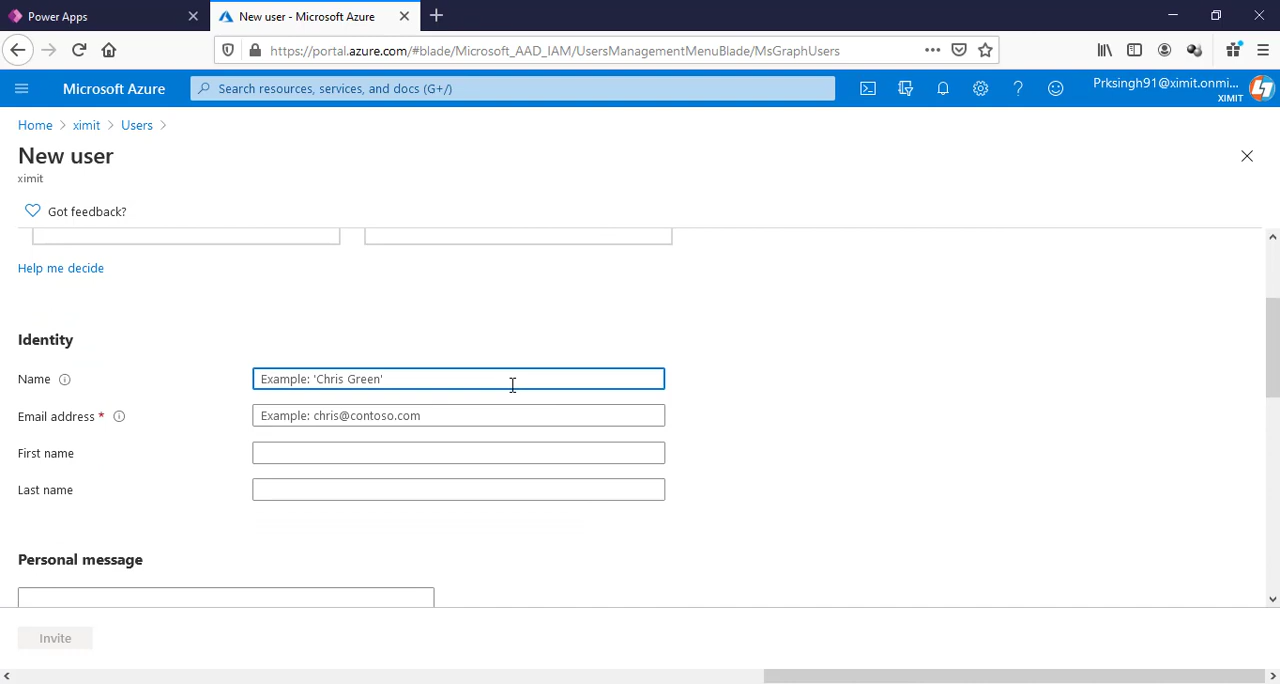 Power Apps
New user - Microsoft Azure
https://portal.azure.com/#blade/Microsoft_AAD_IAM/UsersManagementMenuBlade/MsGraphUsers
Microsoft Azure
Search resources, services, and docs (G+/)
Prksingh91@ximit.onmi...
XIMIT
Home > ximit > Users >
New user
ximit
Got feedback?
Help me decide
Identity
Name
Example: 'Chris Green'
Email address *
Example: chris@contoso.com
First name
Last name
Personal message
Invite